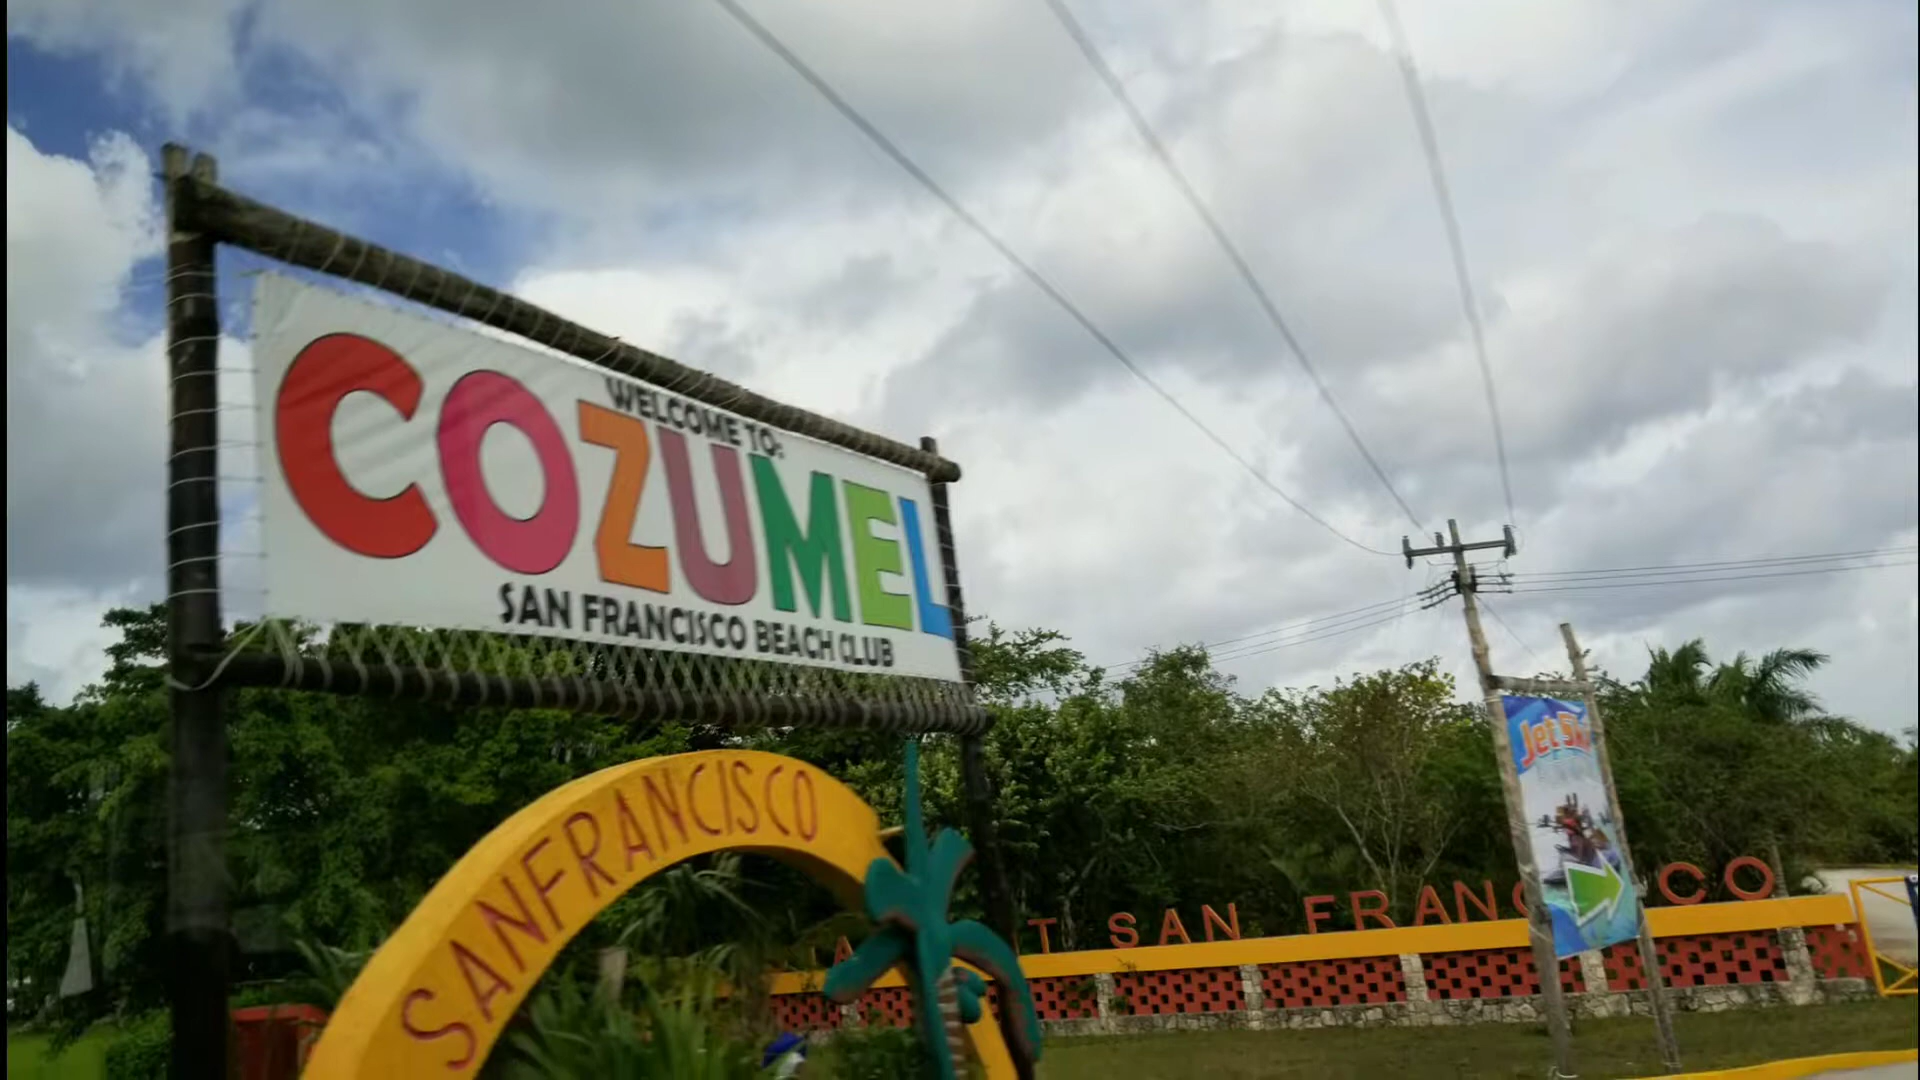 WELCOME TO:
COZUMEL
SAN FRANCISCO BEACH CLUB
SANFRANCISCO
SAN FRANCISCO
Jet Ski